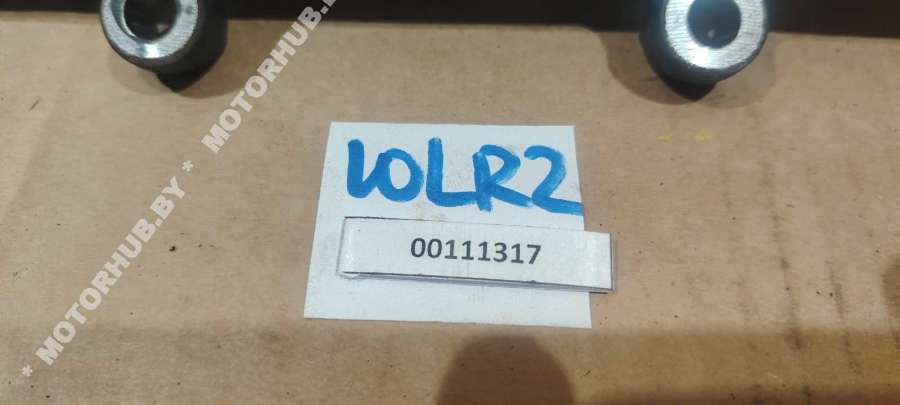 10LR2
00111317
* MOTORHUB.BY * MOTORHUB.BY